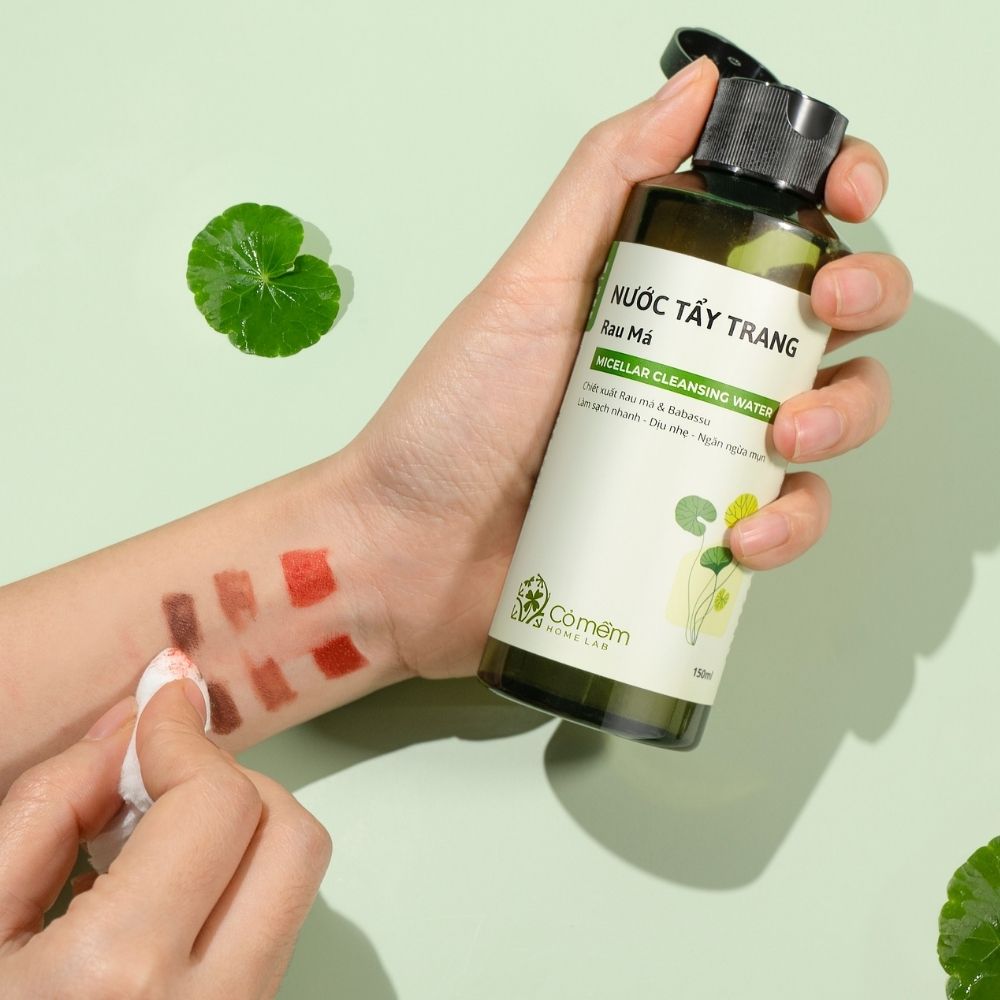 NƯỚC TẨY TRANG
Rau Má
MICELLAR CLEANSING WATER
Chiết xuất Rau má & Babassu
Làm sạch nhanh - Dịu nhẹ - Ngăn ngừa mụn
Cỏ mềm
HOME LAB
150ml